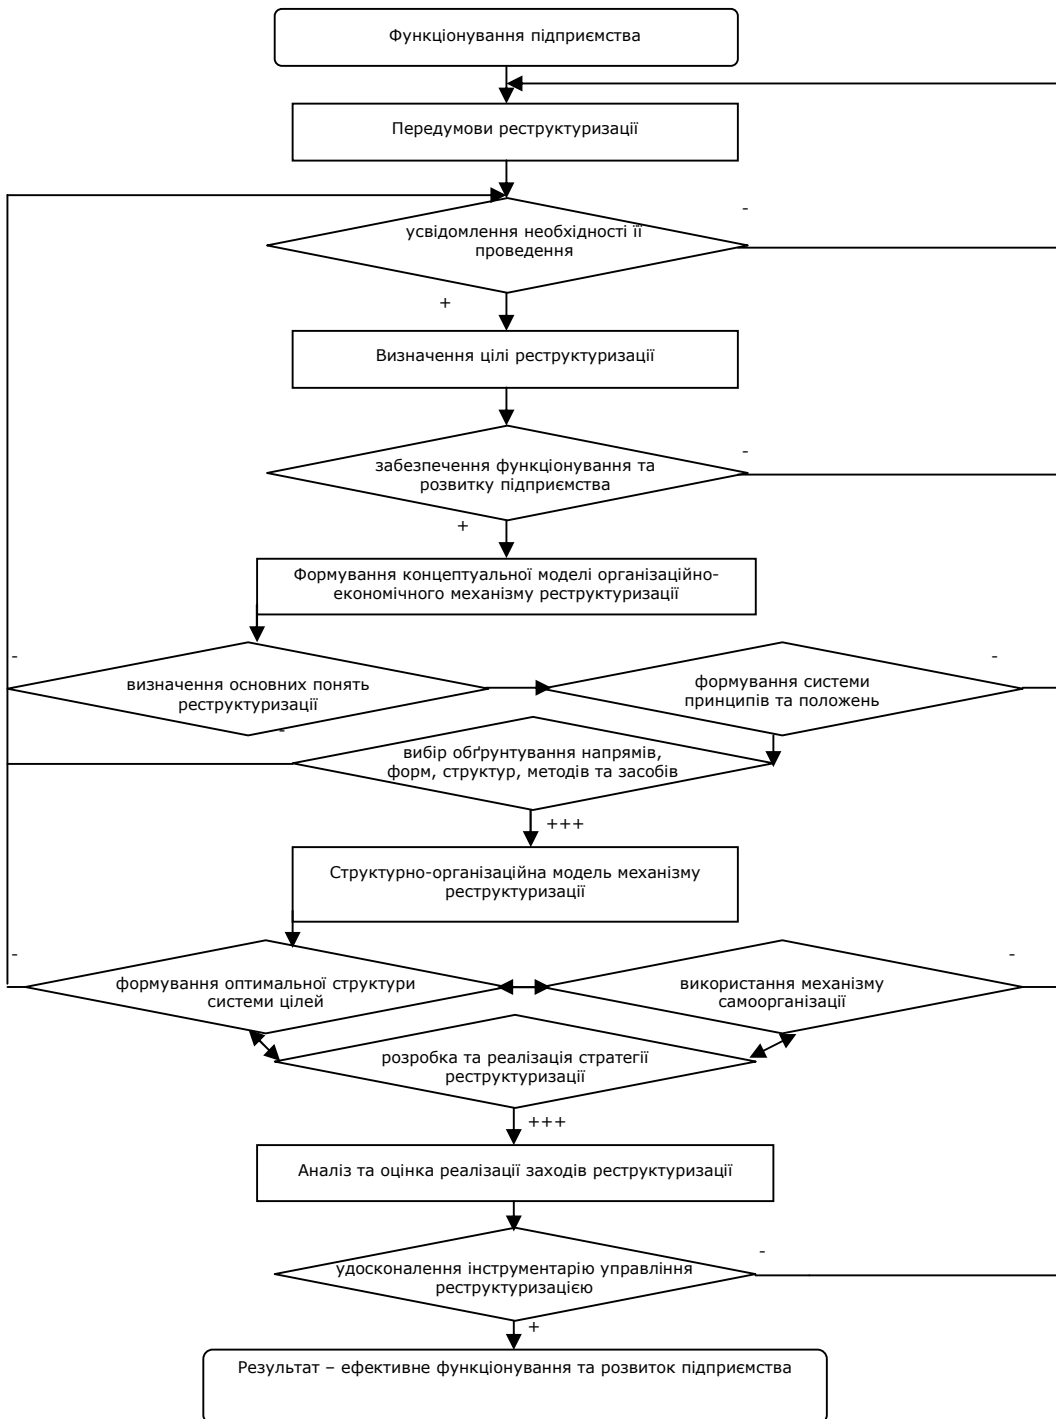 Функціонування підприємства
Передумови реструктуризації
-
усвідомлення необхідності її
проведення
+
Визначення цілі реструктуризації
-
забезпечення функціонування та
розвитку підприємства
+
Формування концептуальної моделі організаційно-
економічного механізму реструктуризації
-
визначення основних понять
реструктуризації
-
формування системи
принципів та положень
-
вибір обґрунтування напрямів,
форм, структур, методів та засобів
+++
Структурно-організаційна модель механізму
реструктуризації
-
формування оптимальної структури
системи цілей
-
використання механізму
самоорганізації
розробка та реалізація стратегії
реструктуризації
+++
Аналіз та оцінка реалізації заходів реструктуризації
-
удосконалення інструментарію управління
реструктуризацією
+
Результат – ефективне функціонування та розвиток підприємства